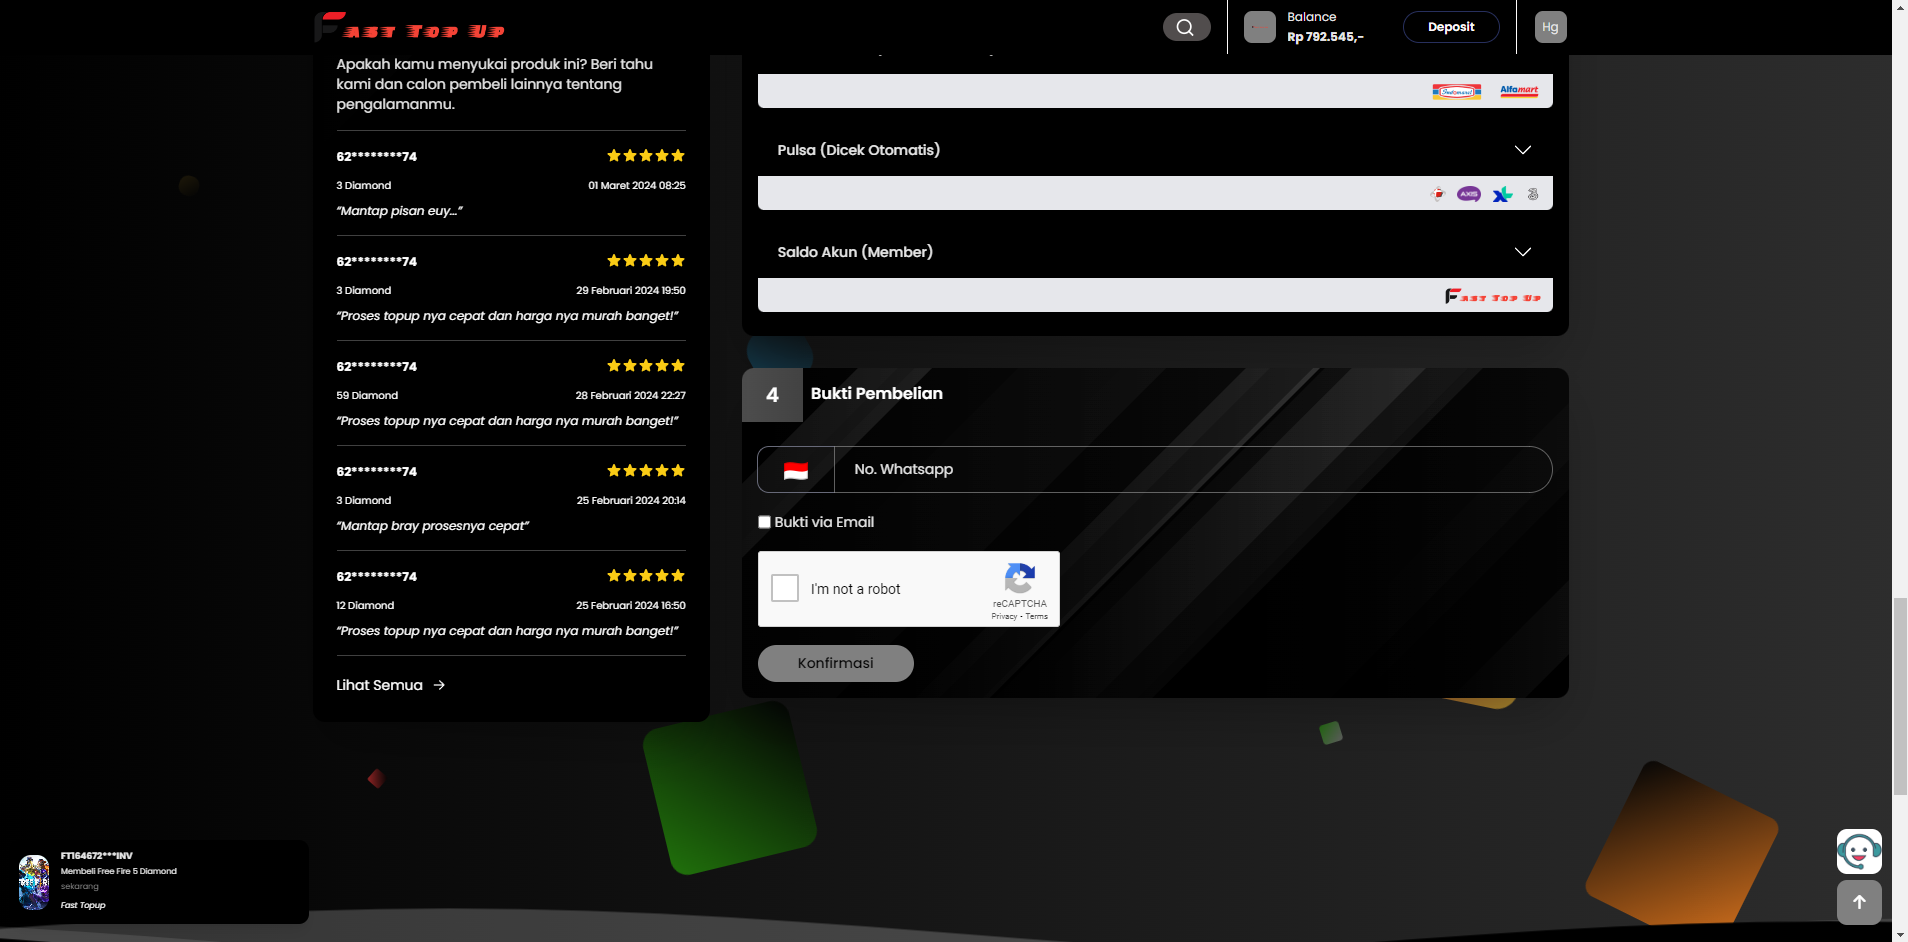 Fast Top Up
Balance
Rp 792.545,-
Deposit
Hg
Apakah kamu menyukai produk ini? Beri tahu
kami dan calon pembeli lainnya tentang
pengalamanmu.
62********74
3 Diamond
01 Maret 2024 08:25
“Mantap pisan euy...”
62********74
3 Diamond
29 Februari 2024 19:50
“Proses topup nya cepat dan harga nya murah banget!”
62********74
59 Diamond
28 Februari 2024 22:27
“Proses topup nya cepat dan harga nya murah banget!”
62********74
3 Diamond
25 Februari 2024 20:14
“Mantap bray prosesnya cepat”
62********74
12 Diamond
25 Februari 2024 16:50
“Proses topup nya cepat dan harga nya murah banget!”
Lihat Semua
Indomaret
Alfamart
Pulsa (Dicek Otomatis)
AXIS
XL
3
Saldo Akun (Member)
Fast Top Up
4
Bukti Pembelian
No. Whatsapp
Bukti via Email
I'm not a robot
reCAPTCHA
Privacy - Terms
Konfirmasi
FT164672***INV
Membeli Free Fire 5 Diamond
sekarang
Fast Topup